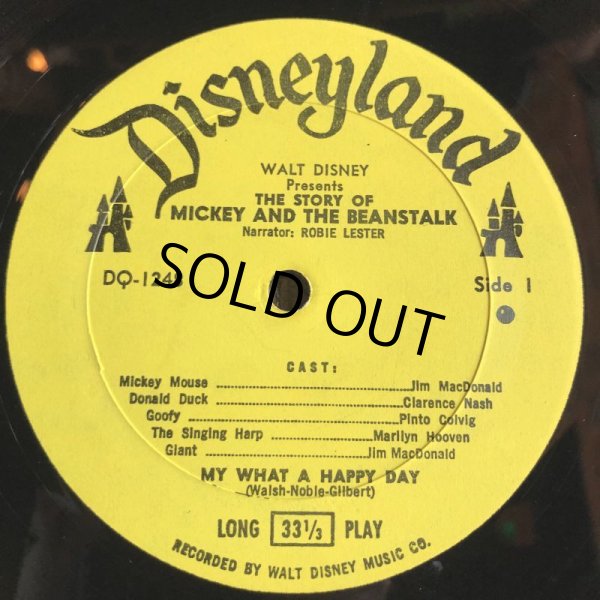 Disneyland
WALT DISNEY
Presents
THE STORY OF
MICKEY AND THE BEANSTALK
Narrator: ROBIE LESTER
Side 1
SOLD OUT
CAST:
Mickey Mouse ........ Jim MacDonald
Donald Duck ........ Clarence Nash
Goofy ........ Pinto Colvig
The Singing Harp ........ Marilyn Hooven
Giant ........ Jim MacDonald
MY WHAT A HAPPY DAY
(Walsh-Noble-Gilbert)
LONG 33 1/3 PLAY
RECORDED BY WALT DISNEY MUSIC CO.